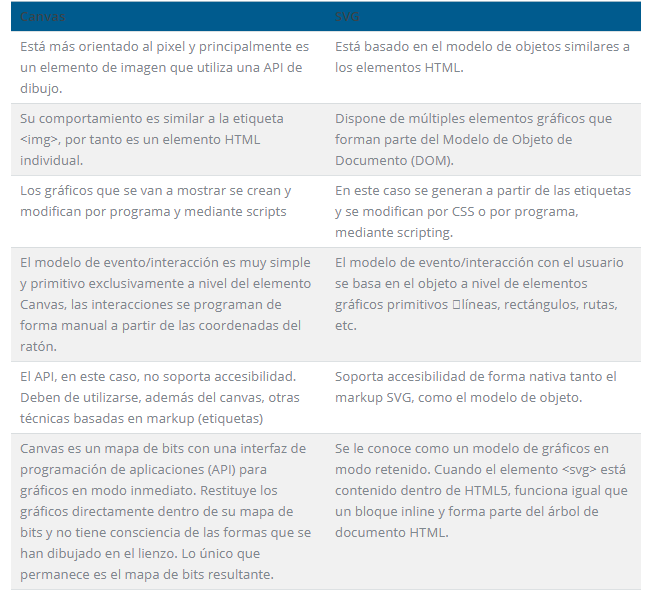 Canvas
SVG
Está más orientado al pixel y principalmente es
un elemento de imagen que utiliza una API de
dibujo.
Está basado en el modelo de objetos similares a
los elementos HTML.
Su comportamiento es similar a la etiqueta
<img>, por tanto es un elemento HTML
individual.
Dispone de múltiples elementos gráficos que
forman parte del Modelo de Objeto de
Documento (DOM).
Los gráficos que se van a mostrar se crean y
modifican por programa y mediante scripts
En este caso se generan a partir de las etiquetas
y se modifican por CSS o por programa,
mediante scripting.
El modelo de evento/interacción es muy simple
y primitivo exclusivamente a nivel del elemento
Canvas, las interacciones se programan de
forma manual a partir de las coordenadas del
ratón.
El modelo de evento/interacción con el usuario
se basa en el objeto a nivel de elementos
gráficos primitivos líneas, rectángulos, rutas,
etc.
El API, en este caso, no soporta accesibilidad.
Deben de utilizarse, además del canvas, otras
técnicas basadas en markup (etiquetas)
Soporta accesibilidad de forma nativa tanto el
markup SVG, como el modelo de objeto.
Canvas es un mapa de bits con una interfaz de
programación de aplicaciones (API) para
gráficos en modo inmediato. Restituye los
gráficos directamente dentro de su mapa de
bits y no tiene consciencia de las formas que se
han dibujado en el lienzo. Lo único que
permanece es el mapa de bits resultante.
Se le conoce como un modelo de gráficos en
modo retenido. Cuando el elemento <svg> está
contenido dentro de HTML5, funciona igual que
un bloque inline y forma parte del árbol de
documento HTML.